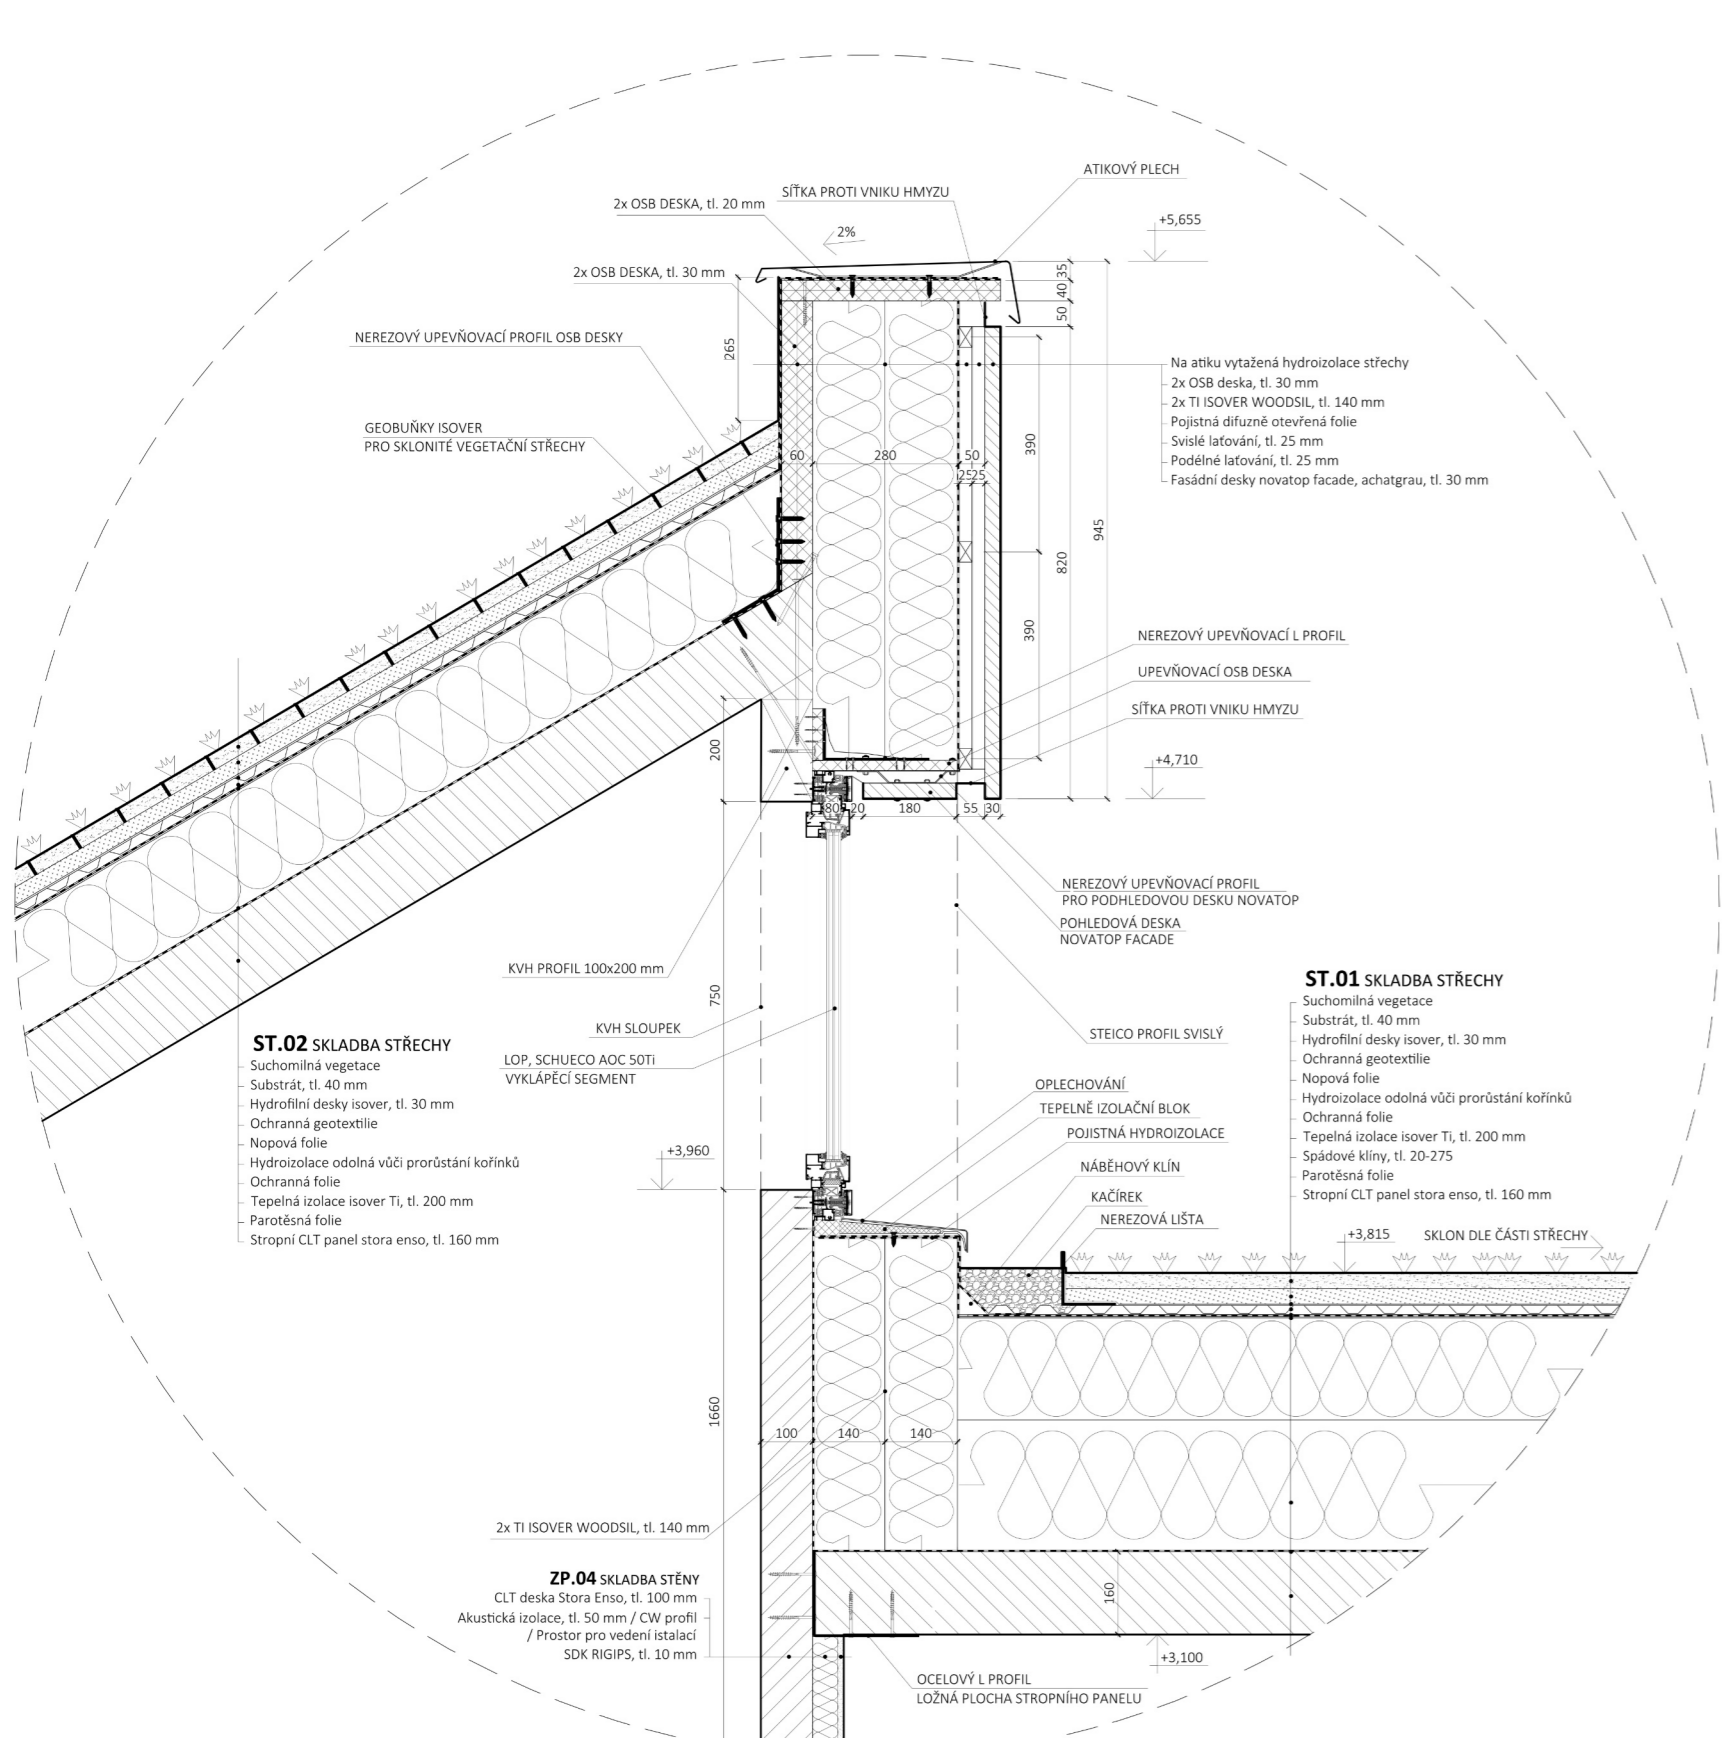 ATIKOVÝ PLECH
SÍŤKA PROTI VNIKU HMYZU
2x OSB DESKA, tl. 20 mm
+5,655
2%
2x OSB DESKA, tl. 30 mm
35
40
50
NEREZOVÝ UPEVŇOVACÍ PROFIL OSB DESKY
265
Na atiku vytažená hydroizolace střechy
2x OSB deska, tl. 30 mm
2x TI ISOVER WOODSIL, tl. 140 mm
Pojistná difuzně otevřená folie
Svislé laťování, tl. 25 mm
Podélné laťování, tl. 25 mm
Fasádní desky novatop facade, achatgrau, tl. 30 mm
GEOBUŇKY ISOVER
PRO SKLONITÉ VEGETAČNÍ STŘECHY
390
60
280
50
25
25
945
820
390
NEREZOVÝ UPEVŇOVACÍ L PROFIL
UPEVŇOVACÍ OSB DESKA
SÍŤKA PROTI VNIKU HMYZU
200
+4,710
80
20
180
55
30
NEREZOVÝ UPEVŇOVACÍ PROFIL
PRO PODHLEDOVOU DESKU NOVATOP
POHLEDOVÁ DESKA
NOVATOP FACADE
KVH PROFIL 100x200 mm
750
KVH SLOUPEK
STEICO PROFIL SVISLÝ
LOP, SCHUECO AOC 50Ti
VYKLÁPĚCÍ SEGMENT
ST.01 SKLADBA STŘECHY
Suchomilná vegetace
Substrát, tl. 40 mm
Hydrofilní desky isover, tl. 30 mm
Ochranná geotextilie
Nopová folie
Hydroizolace odolná vůči prorůstání kořínků
Ochranná folie
Tepelná izolace isover Ti, tl. 200 mm
Spádové klíny, tl. 20-275
Parotěsná folie
Stropní CLT panel stora enso, tl. 160 mm
ST.02 SKLADBA STŘECHY
Suchomilná vegetace
Substrát, tl. 40 mm
Hydrofilní desky isover, tl. 30 mm
Ochranná geotextilie
Nopová folie
Hydroizolace odolná vůči prorůstání kořínků
Ochranná folie
Tepelná izolace isover Ti, tl. 200 mm
Parotěsná folie
Stropní CLT panel stora enso, tl. 160 mm
OPLECHOVÁNÍ
TEPELNĚ IZOLAČNÍ BLOK
POJISTNÁ HYDROIZOLACE
NÁBĚHOVÝ KLÍN
KAČÍREK
NEREZOVÁ LIŠTA
+3,960
+3,815
SKLON DLE ČÁSTI STŘECHY
1660
100
140
140
2x TI ISOVER WOODSIL, tl. 140 mm
ZP.04 SKLADBA STĚNY
CLT deska Stora Enso, tl. 100 mm
Akustická izolace, tl. 50 mm / CW profil
/ Prostor pro vedení istalací
SDK RIGIPS, tl. 10 mm
160
+3,100
OCELOVÝ L PROFIL
LOŽNÁ PLOCHA STROPNÍHO PANELU